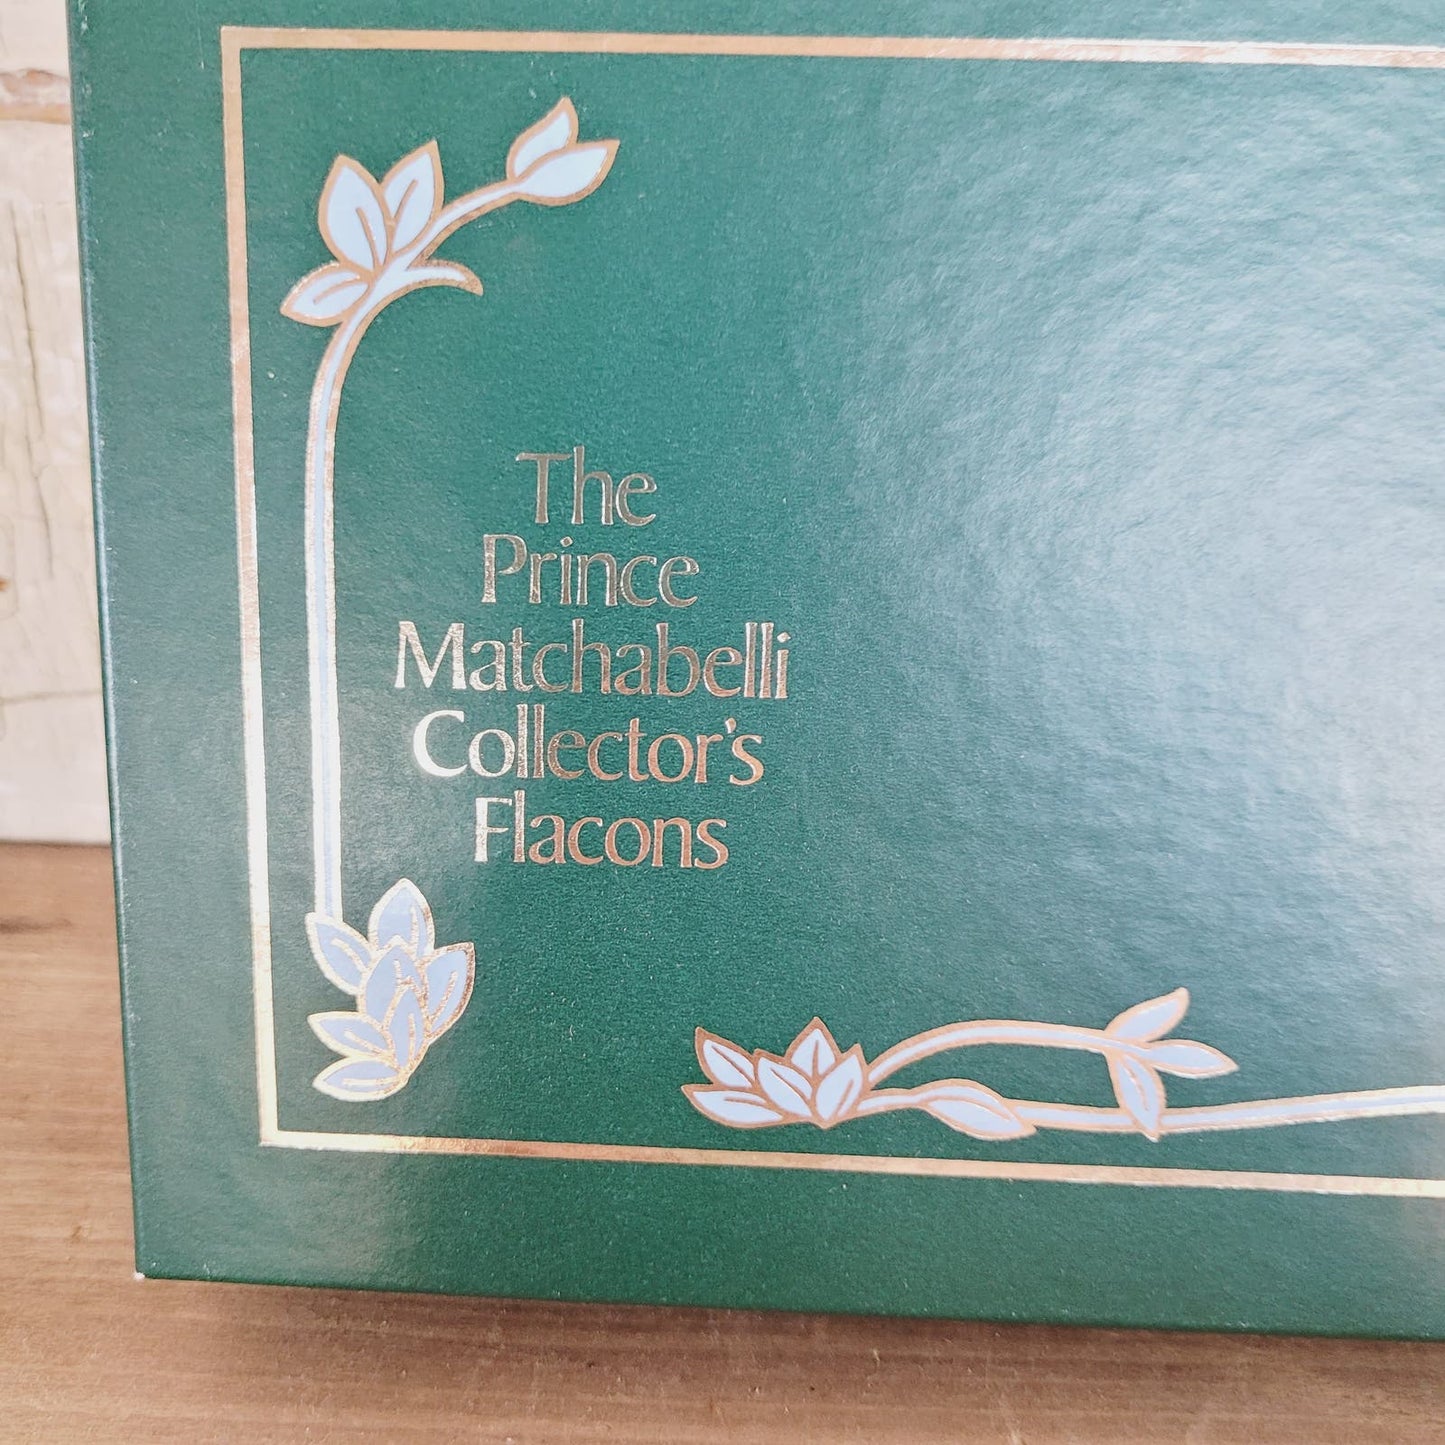 The
Prince
Matchabelli
Collector's
Flacons